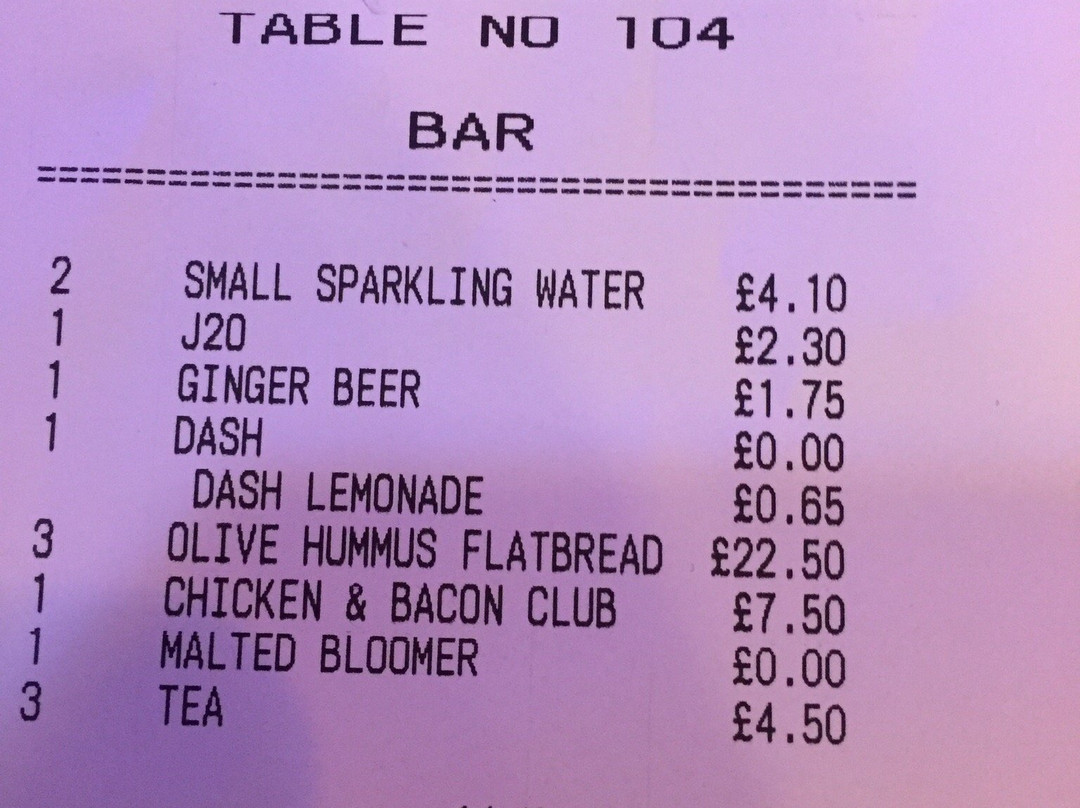 TABLE NO 104
BAR
========================================
2 SMALL SPARKLING WATER £4.10
1 J20 £2.30
1 GINGER BEER £1.75
1 DASH £0.00
DASH LEMONADE £0.65
3 OLIVE HUMMUS FLATBREAD £22.50
1 CHICKEN & BACON CLUB £7.50
1 MALTED BLOOMER £0.00
3 TEA £4.50